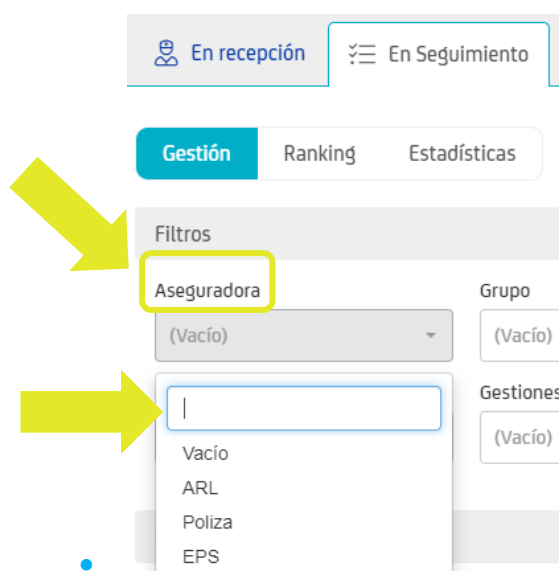 En recepción En Seguimiento
Gestión Ranking Estadísticas
Filtros
Aseguradora Grupo
(Vacío) (Vacío)
Gestiones
(Vacío)
Vacío
ARL
Poliza
EPS